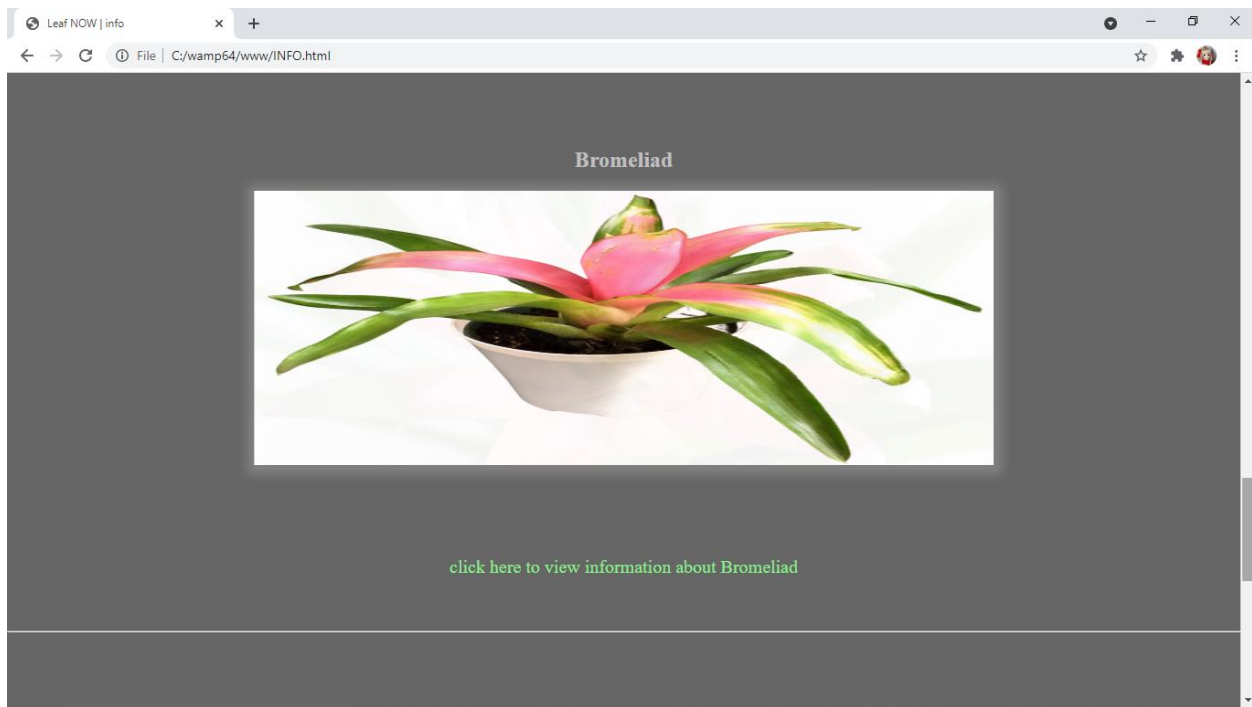 Leaf NOW | info
File | C:/wamp64/www/INFO.html
Bromeliad
click here to view information about Bromeliad